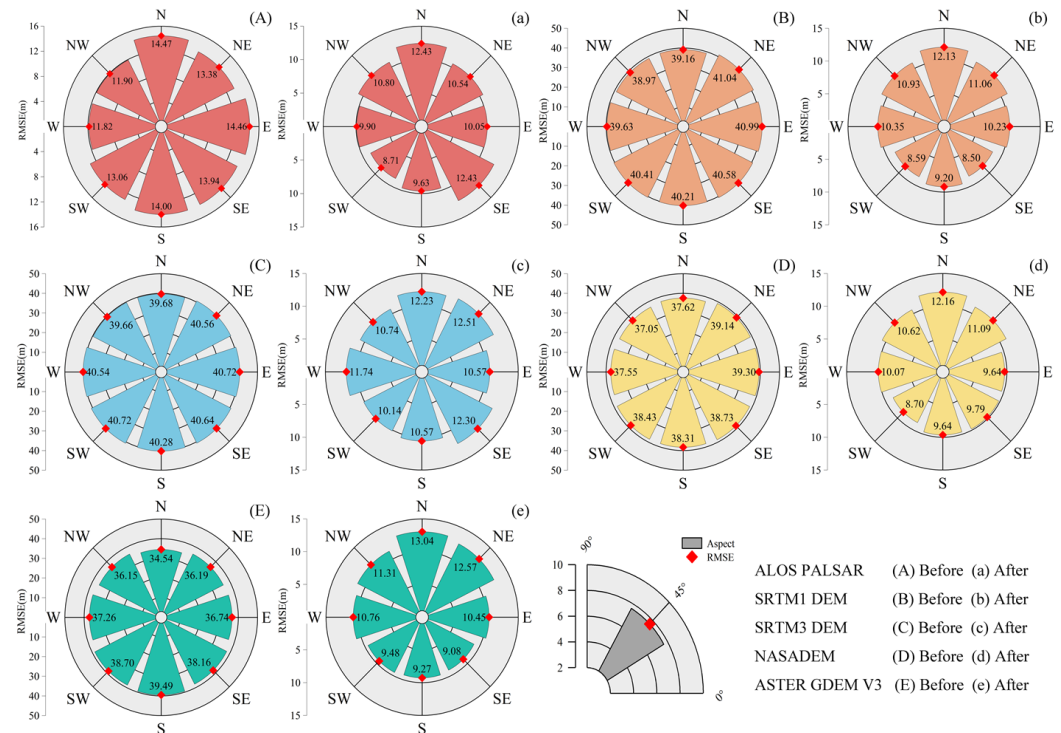 (A)
N
NE
E
SE
S
SW
W
NW
RMSE(m)
16
12
8
4
4
8
12
16
14.47
13.38
14.46
13.94
14.00
13.06
11.82
11.90
(a)
N
NE
E
SE
S
SW
W
NW
RMSE(m)
15
10
5
5
10
15
12.43
10.54
10.05
12.43
9.63
8.71
9.90
10.80
(B)
N
NE
E
SE
S
SW
W
NW
RMSE(m)
50
40
30
20
10
10
20
30
40
50
39.16
41.04
40.99
40.58
40.21
40.41
39.63
38.97
(b)
N
NE
E
SE
S
SW
W
NW
RMSE(m)
15
10
5
5
10
15
12.13
11.06
10.23
8.50
9.20
8.59
10.35
10.93
(C)
N
NE
E
SE
S
SW
W
NW
RMSE(m)
50
40
30
20
10
10
20
30
40
50
39.68
40.56
40.72
40.64
40.28
40.72
40.54
39.66
(c)
N
NE
E
SE
S
SW
W
NW
RMSE(m)
15
10
5
5
10
15
12.23
12.51
10.57
12.30
10.57
10.14
11.74
10.74
(D)
N
NE
E
SE
S
SW
W
NW
RMSE(m)
50
40
30
20
10
10
20
30
40
50
37.62
39.14
39.30
38.73
38.31
38.43
37.55
37.05
(d)
N
NE
E
SE
S
SW
W
NW
RMSE(m)
15
10
5
5
10
15
12.16
11.09
9.64
9.79
9.64
8.70
10.07
10.62
(E)
N
NE
E
SE
S
SW
W
NW
RMSE(m)
50
40
30
20
10
10
20
30
40
50
34.54
36.19
36.74
38.16
39.49
38.70
37.26
36.15
(e)
N
NE
E
SE
S
SW
W
NW
RMSE(m)
15
10
5
5
10
15
13.04
12.57
10.45
9.08
9.27
9.48
10.76
11.31
90°
45°
0°
10
8
6
4
2
Aspect
RMSE
ALOS PALSAR (A) Before (a) After
SRTM1 DEM (B) Before (b) After
SRTM3 DEM (C) Before (c) After
NASADEM (D) Before (d) After
ASTER GDEM V3 (E) Before (e) After